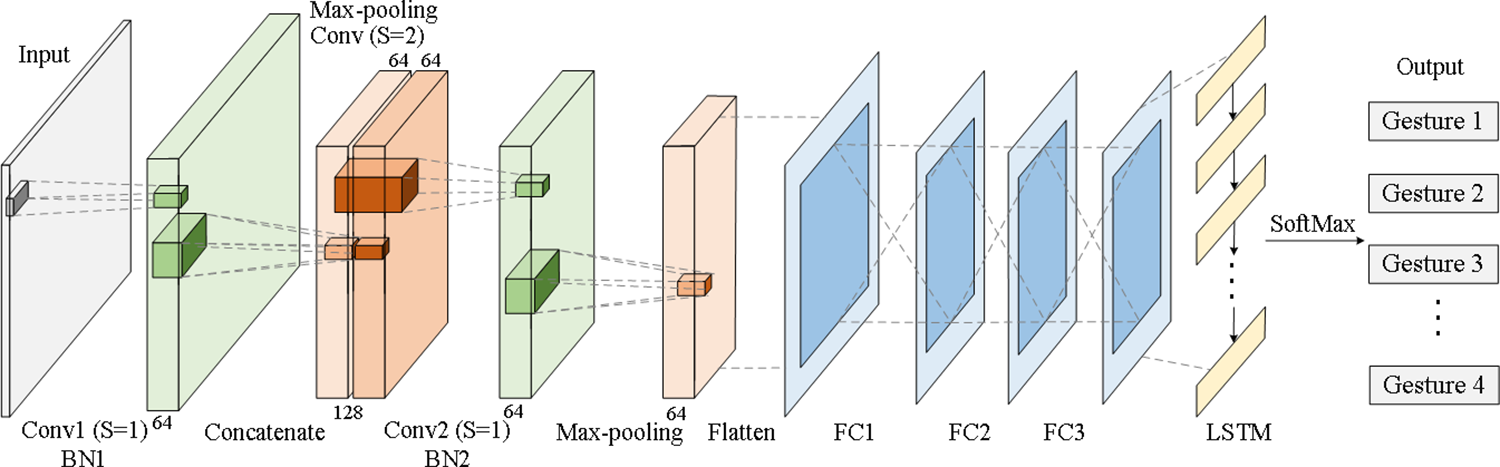 Input
Conv1 (S=1)
BN1
64
Max-pooling
Conv (S=2)
64 64
Concatenate
128
Conv2 (S=1)
BN2
64
Max-pooling
64
Flatten
FC1
FC2
FC3
LSTM
SoftMax
Output
Gesture 1
Gesture 2
Gesture 3
Gesture 4